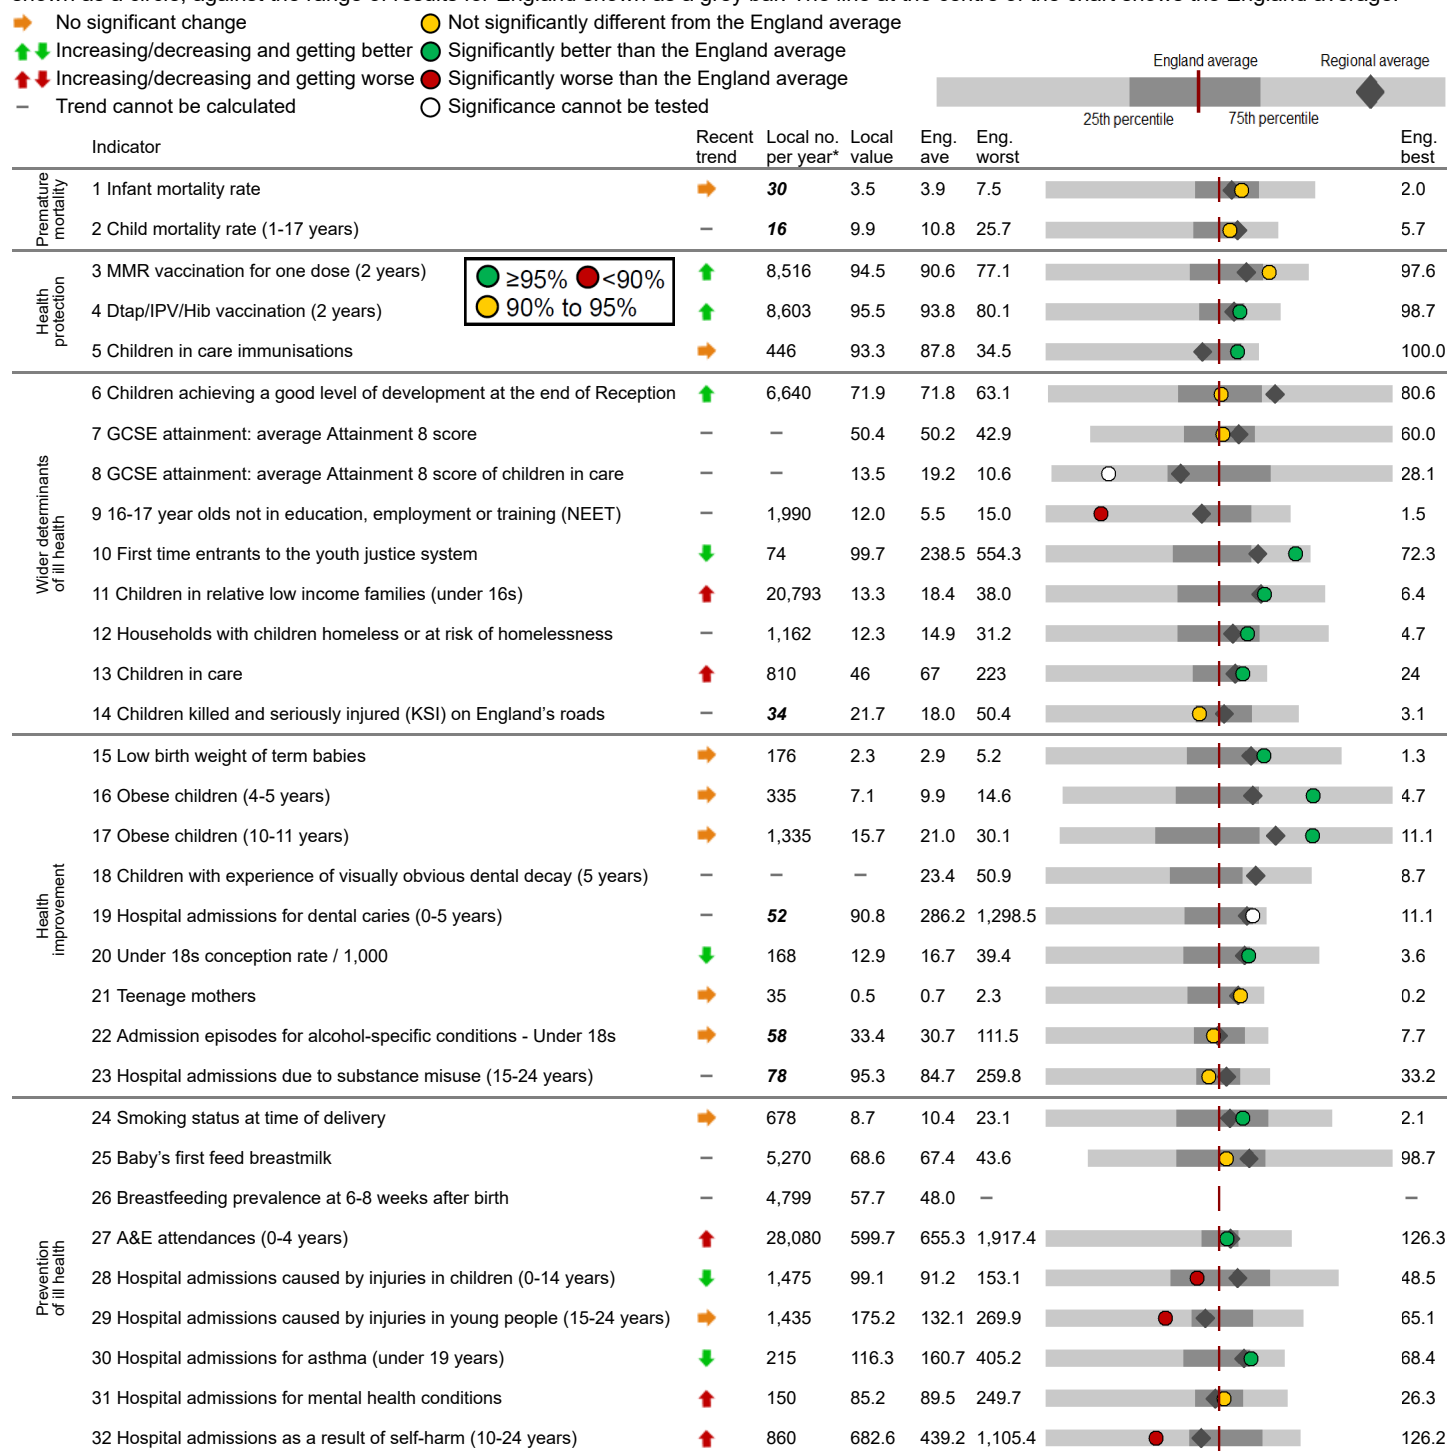 No significant change
Not significantly different from the England average
Increasing/decreasing and getting better
Significantly better than the England average
Increasing/decreasing and getting worse
Significantly worse than the England average
Trend cannot be calculated
Significance cannot be tested
England average Regional average
25th percentile 75th percentile
Indicator
Recent trend
Local no. per year*
Local value
Eng. ave
Eng. worst
Eng. best
Premature mortality
1 Infant mortality rate 30 3.5 3.9 7.5 2.0
2 Child mortality rate (1-17 years) – 16 9.9 10.8 25.7 5.7
Health protection
≥95% <90%
90% to 95%
3 MMR vaccination for one dose (2 years) 8,516 94.5 90.6 77.1 97.6
4 Dtap/IPV/Hib vaccination (2 years) 8,603 95.5 93.8 80.1 98.7
5 Children in care immunisations 446 93.3 87.8 34.5 100.0
Wider determinants of ill health
6 Children achieving a good level of development at the end of Reception 6,640 71.9 71.8 63.1 80.6
7 GCSE attainment: average Attainment 8 score – – 50.4 50.2 42.9 60.0
8 GCSE attainment: average Attainment 8 score of children in care – – 13.5 19.2 10.6 28.1
9 16-17 year olds not in education, employment or training (NEET) – 1,990 12.0 5.5 15.0 1.5
10 First time entrants to the youth justice system 74 99.7 238.5 554.3 72.3
11 Children in relative low income families (under 16s) 20,793 13.3 18.4 38.0 6.4
12 Households with children homeless or at risk of homelessness – 1,162 12.3 14.9 31.2 4.7
13 Children in care 810 46 67 223 24
14 Children killed and seriously injured (KSI) on England's roads – 34 21.7 18.0 50.4 3.1
Health improvement
15 Low birth weight of term babies 176 2.3 2.9 5.2 1.3
16 Obese children (4-5 years) 335 7.1 9.9 14.6 4.7
17 Obese children (10-11 years) 1,335 15.7 21.0 30.1 11.1
18 Children with experience of visually obvious dental decay (5 years) – – – 23.4 50.9 8.7
19 Hospital admissions for dental caries (0-5 years) – 52 90.8 286.2 1,298.5 11.1
20 Under 18s conception rate / 1,000 168 12.9 16.7 39.4 3.6
21 Teenage mothers 35 0.5 0.7 2.3 0.2
22 Admission episodes for alcohol-specific conditions - Under 18s 58 33.4 30.7 111.5 7.7
23 Hospital admissions due to substance misuse (15-24 years) – 78 95.3 84.7 259.8 33.2
Prevention of ill health
24 Smoking status at time of delivery 678 8.7 10.4 23.1 2.1
25 Baby's first feed breastmilk – 5,270 68.6 67.4 43.6 98.7
26 Breastfeeding prevalence at 6-8 weeks after birth – 4,799 57.7 48.0 – –
27 A&E attendances (0-4 years) 28,080 599.7 655.3 1,917.4 126.3
28 Hospital admissions caused by injuries in children (0-14 years) 1,475 99.1 91.2 153.1 48.5
29 Hospital admissions caused by injuries in young people (15-24 years) 1,435 175.2 132.1 269.9 65.1
30 Hospital admissions for asthma (under 19 years) 215 116.3 160.7 405.2 68.4
31 Hospital admissions for mental health conditions 150 85.2 89.5 249.7 26.3
32 Hospital admissions as a result of self-harm (10-24 years) 860 682.6 439.2 1,105.4 126.2